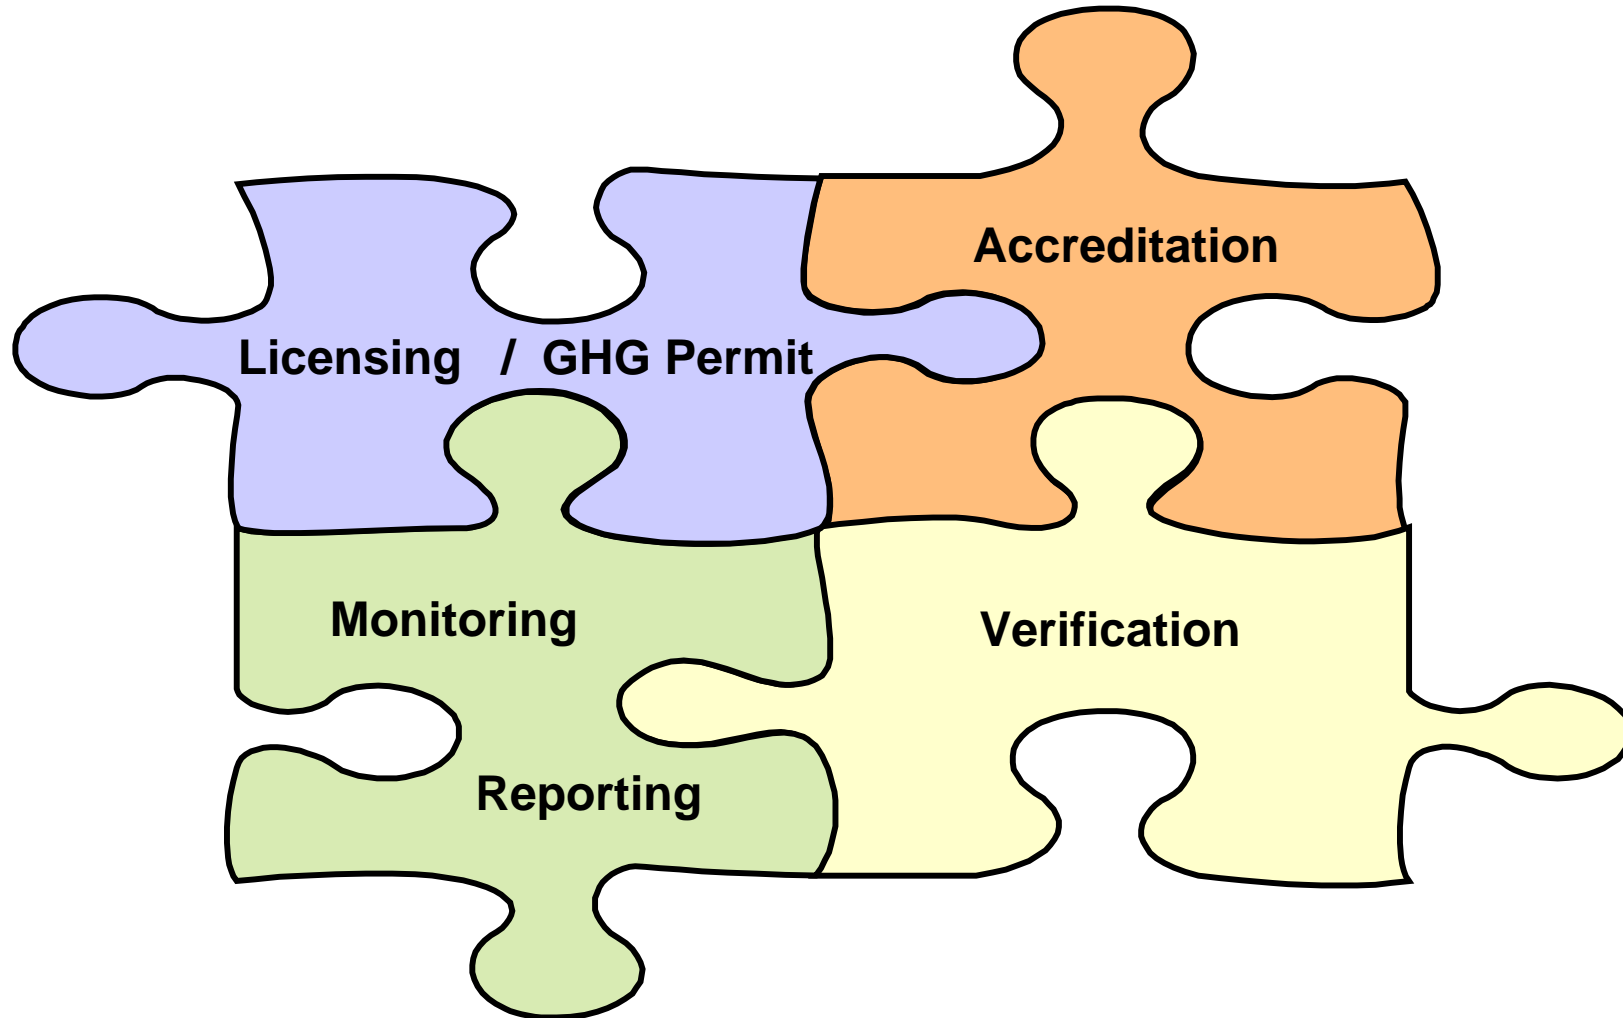 Accreditation
Licensing / GHG Permit
Monitoring
Verification
Reporting